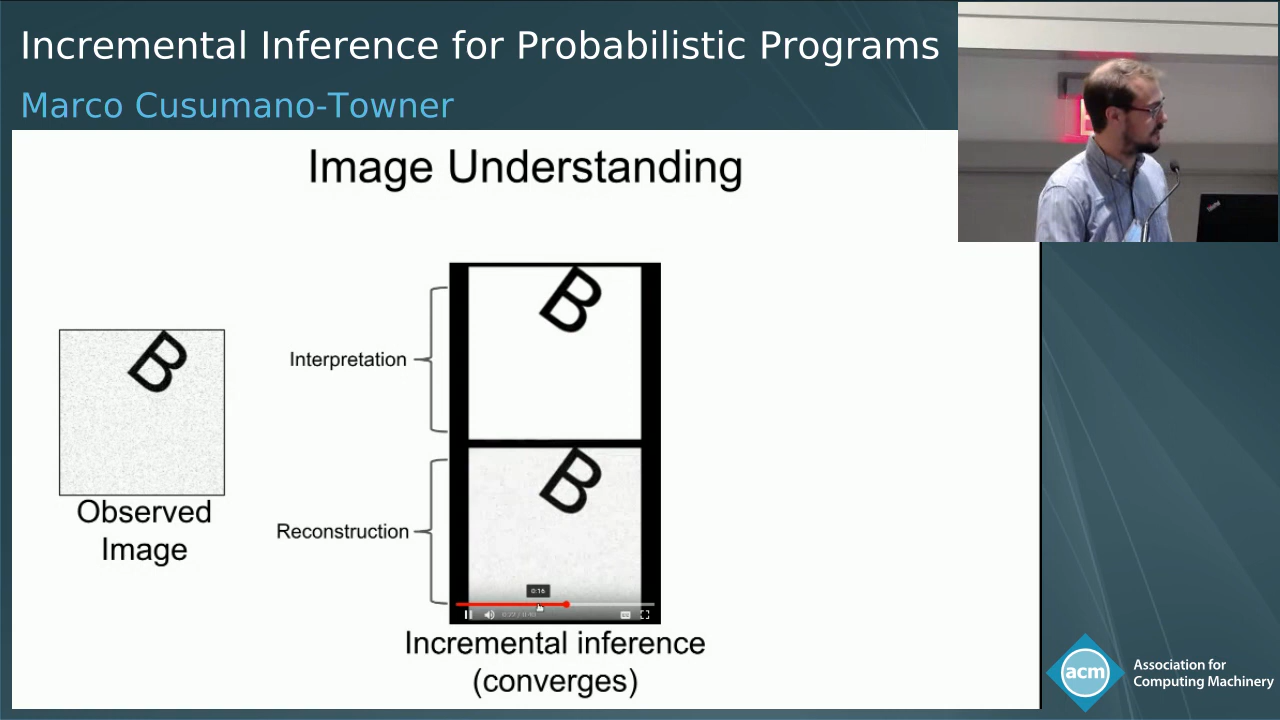 Incremental Inference for Probabilistic Programs
Marco Cusumano-Towner
Image Understanding
B
B
Interpretation
B
Reconstruction
Observed
Image
0:16
Incremental inference
(converges)
acm
Association for
Computing Machinery